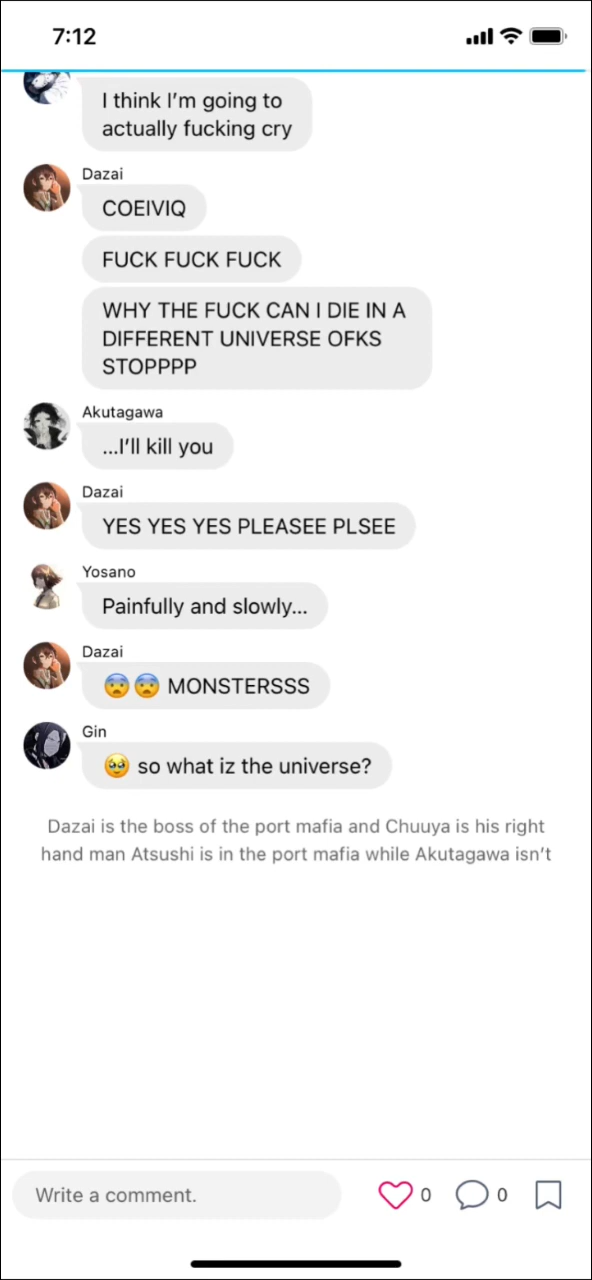 7:12
I think I’m going to
actually fucking cry
Dazai
COEIVIQ
FUCK FUCK FUCK
WHY THE FUCK CAN I DIE IN A
DIFFERENT UNIVERSE OFKS
STOPPPP
Akutagawa
...I’ll kill you
Dazai
YES YES YES PLEASEE PLSEE
Yosano
Painfully and slowly...
Dazai
😨😨 MONSTERSSS
Gin
🥹 so what iz the universe?
Dazai is the boss of the port mafia and Chuuya is his right
hand man Atsushi is in the port mafia while Akutagawa isn’t
Write a comment.
0
0